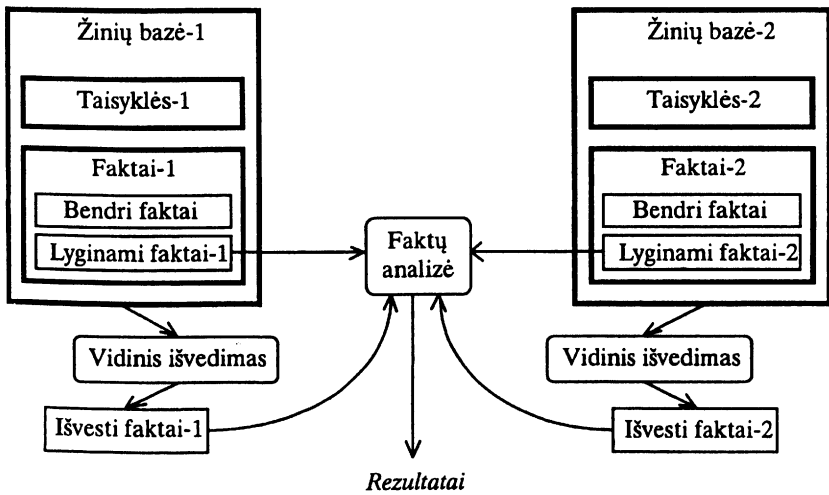 Žinių bazė-1
Taisyklės-1
Faktai-1
Bendri faktai
Lyginami faktai-1
Vidinis išvedimas
Išvesti faktai-1
Faktų
analizė
Rezultatai
Žinių bazė-2
Taisyklės-2
Faktai-2
Bendri faktai
Lyginami faktai-2
Vidinis išvedimas
Išvesti faktai-2